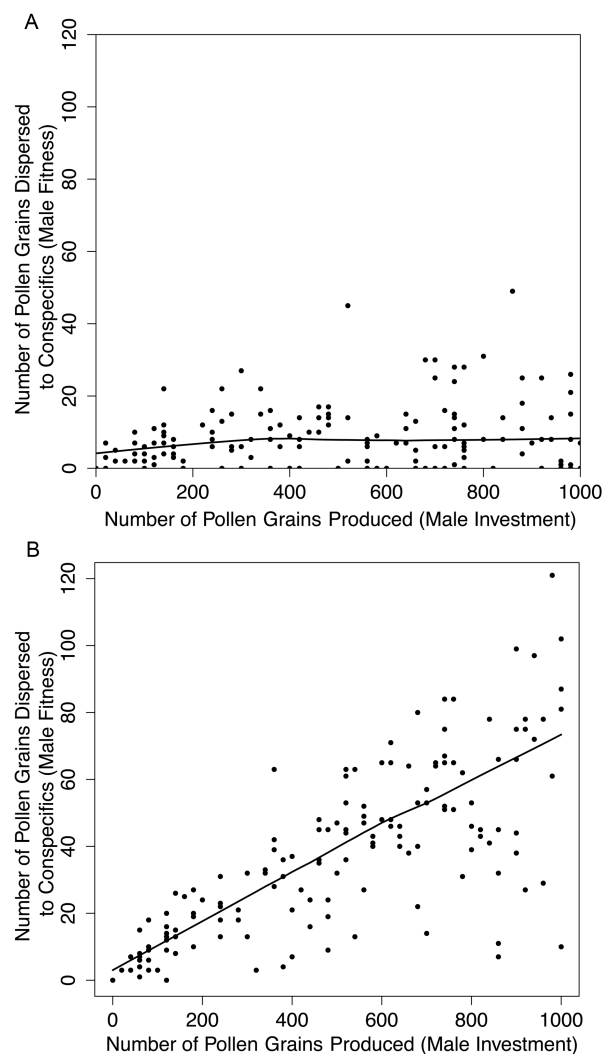 A
Number of Pollen Grains Dispersed
to Conspecifics (Male Fitness)
120
100
80
60
40
20
0
0 200 400 600 800 1000
Number of Pollen Grains Produced (Male Investment)
B
Number of Pollen Grains Dispersed
to Conspecifics (Male Fitness)
120
100
80
60
40
20
0
0 200 400 600 800 1000
Number of Pollen Grains Produced (Male Investment)